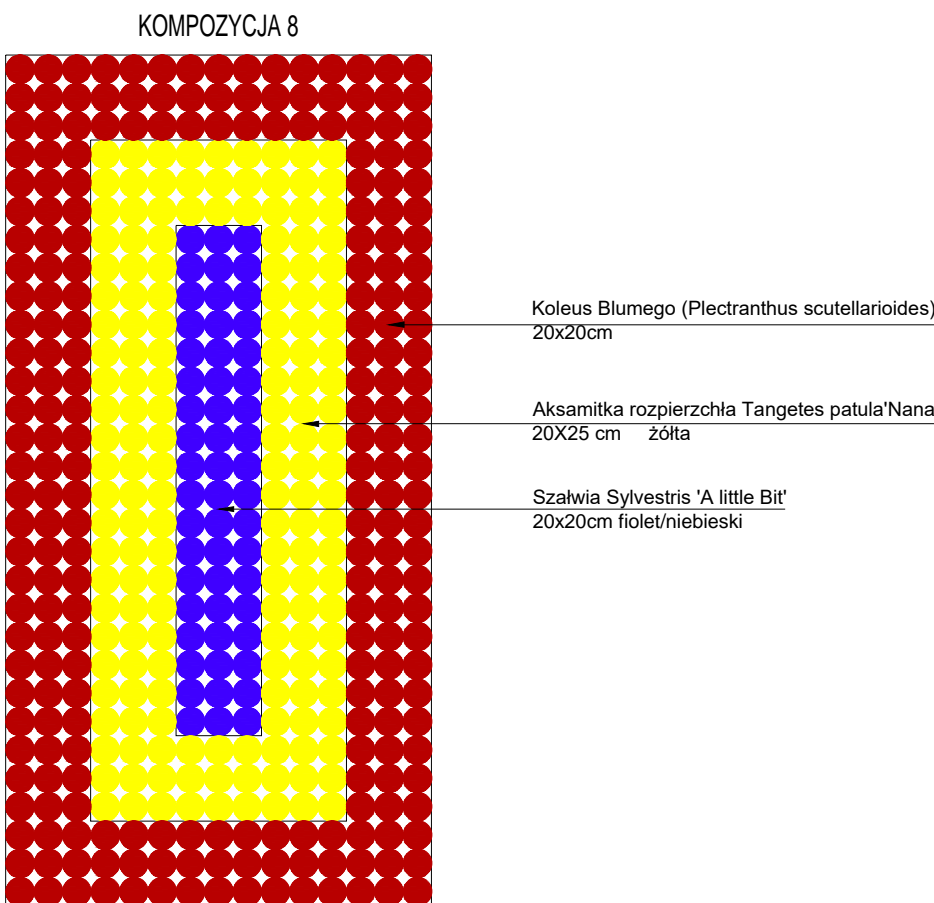 KOMPOZYCJA 8
Koleus Blumego (Plectranthus scutellarioides)
20x20cm
Aksamitka rozpierzchła Tangetes patula'Nana
20X25 cm żółta
Szałwia Sylvestris 'A little Bit'
20x20cm fiolet/niebieski